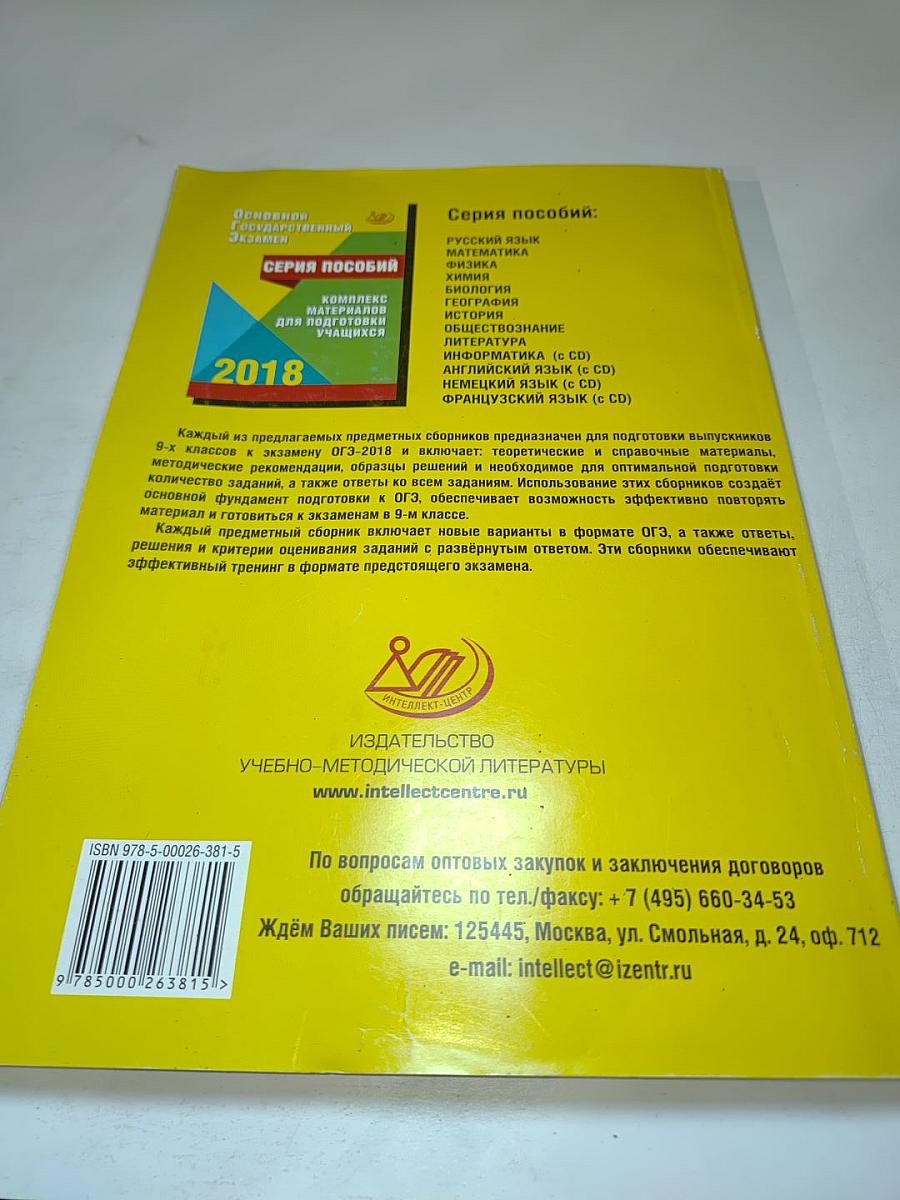 Основной
Государственный
Экзамен
СЕРИЯ ПОСОБИЙ
КОМПЛЕКС
МАТЕРИАЛОВ
ДЛЯ ПОДГОТОВКИ
УЧАЩИХСЯ
2018
Серия пособий:
РУССКИЙ ЯЗЫК
МАТЕМАТИКА
ФИЗИКА
ХИМИЯ
БИОЛОГИЯ
ГЕОГРАФИЯ
ИСТОРИЯ
ОБЩЕСТВОЗНАНИЕ
ЛИТЕРАТУРА
ИНФОРМАТИКА (с CD)
АНГЛИЙСКИЙ ЯЗЫК (с CD)
НЕМЕЦКИЙ ЯЗЫК (с CD)
ФРАНЦУЗСКИЙ ЯЗЫК (с CD)
Каждый из предлагаемых предметных сборников предназначен для подготовки выпускников
9-х классов к экзамену ОГЭ-2018 и включает: теоретические и справочные материалы,
методические рекомендации, образцы решений и необходимое для оптимальной подготовки
количество заданий, а также ответы ко всем заданиям. Использование этих сборников создаёт
основной фундамент подготовки к ОГЭ, обеспечивает возможность эффективно повторять
материал и готовиться к экзаменам в 9-м классе.
Каждый предметный сборник включает новые варианты в формате ОГЭ, а также ответы,
решения и критерии оценивания заданий с развёрнутым ответом. Эти сборники обеспечивают
эффективный тренинг в формате предстоящего экзамена.
ИНТЕЛЛЕКТ-ЦЕНТР
ИЗДАТЕЛЬСТВО
УЧЕБНО-МЕТОДИЧЕСКОЙ ЛИТЕРАТУРЫ
www.intellectcentre.ru
ISBN 978-5-00026-381-5
9 785000 263815 >
По вопросам оптовых закупок и заключения договоров
обращайтесь по тел./факсу: + 7 (495) 660-34-53
Ждём Ваших писем: 125445, Москва, ул. Смольная, д. 24, оф. 712
e-mail: intellect@izentr.ru